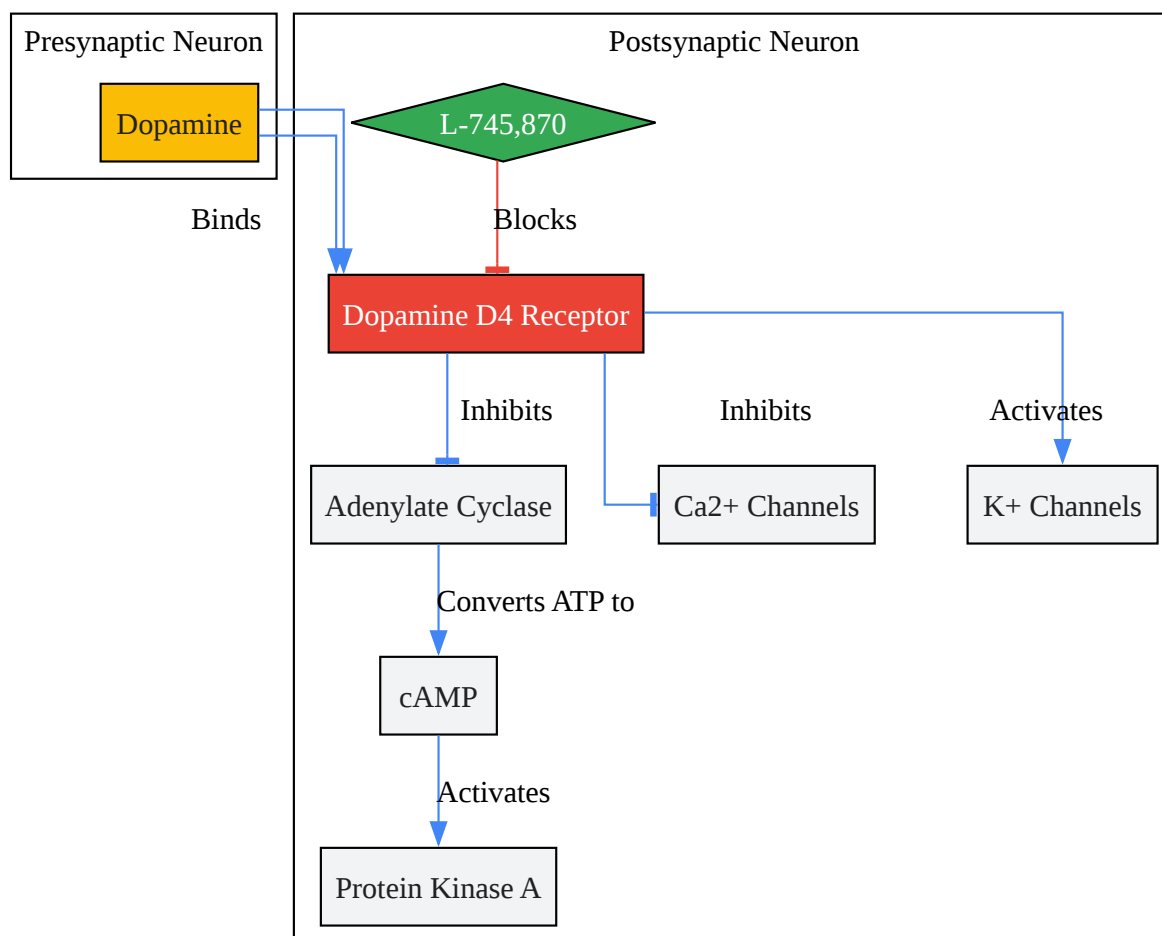 Presynaptic Neuron
Postsynaptic Neuron
Dopamine
L-745,870
Binds
Blocks
Dopamine D4 Receptor
Inhibits
Inhibits
Activates
Adenylate Cyclase
Ca2+ Channels
K+ Channels
Converts ATP to
cAMP
Activates
Protein Kinase A